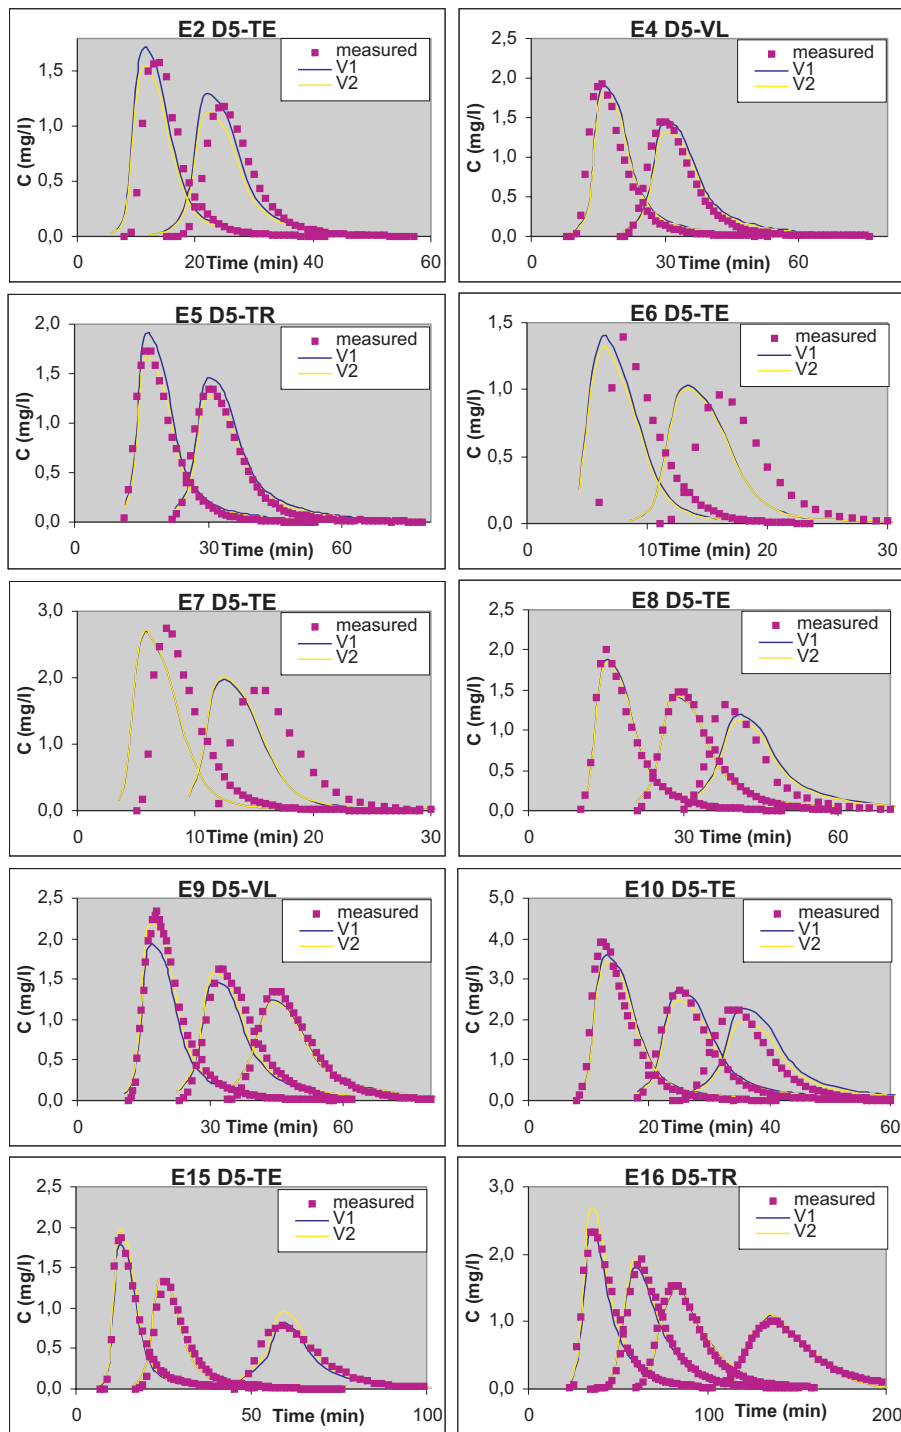 E2 D5-TE
measured
V1
V2
C (mg/l)
1,5
1,0
0,5
0,0
0
20
Time (min)
40
60
E4 D5-VL
measured
V1
V2
C (mg/l)
2,5
2,0
1,5
1,0
0,5
0,0
0
30
Time (min)
60
E5 D5-TR
measured
V1
V2
C (mg/l)
2,0
1,5
1,0
0,5
0,0
0
30
Time (min)
60
E6 D5-TE
measured
V1
V2
C (mg/l)
1,5
1,0
0,5
0,0
0
10
Time (min)
20
30
E7 D5-TE
measured
V1
V2
C (mg/l)
3,0
2,0
1,0
0,0
0
10
Time (min)
20
30
E8 D5-TE
measured
V1
V2
C (mg/l)
2,5
2,0
1,5
1,0
0,5
0,0
0
30
Time (min)
60
E9 D5-VL
measured
V1
V2
C (mg/l)
2,5
2,0
1,5
1,0
0,5
0,0
0
30
Time (min)
60
E10 D5-TE
measured
V1
V2
C (mg/l)
5,0
4,0
3,0
2,0
1,0
0,0
0
20
Time (min)
40
60
E15 D5-TE
measured
V1
V2
C (mg/l)
2,5
2,0
1,5
1,0
0,5
0,0
0
50
Time (min)
100
E16 D5-TR
measured
V1
V2
C (mg/l)
3,0
2,0
1,0
0,0
0
100
Time (min)
200